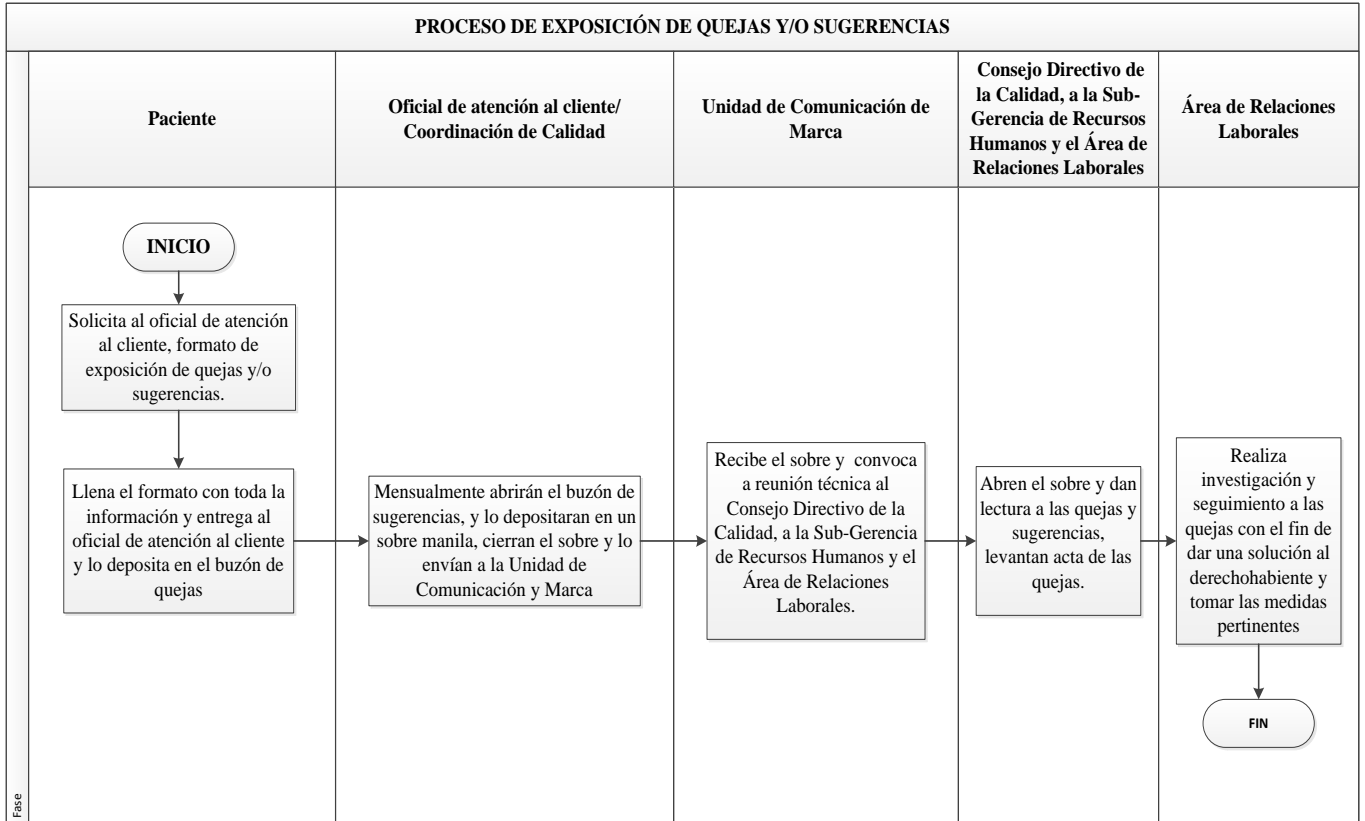 PROCESO DE EXPOSICIÓN DE QUEJAS Y/O SUGERENCIAS
Paciente
Oficial de atención al cliente/
Coordinación de Calidad
Unidad de Comunicación de
Marca
Consejo Directivo de
la Calidad, a la Sub-
Gerencia de Recursos
Humanos y el Área de
Relaciones Laborales
Área de Relaciones
Laborales
INICIO
Solicita al oficial de atención
al cliente, formato de
exposición de quejas y/o
sugerencias.
Llena el formato con toda la
información y entrega al
oficial de atención al cliente
y lo deposita en el buzón de
quejas
Mensualmente abrirán el buzón de
sugerencias, y lo depositaran en un
sobre manila, cierran el sobre y lo
envían a la Unidad de
Comunicación y Marca
Recibe el sobre y convoca
a reunión técnica al
Consejo Directivo de la
Calidad, a la Sub-Gerencia
de Recursos Humanos y el
Área de Relaciones
Laborales.
Abren el sobre y dan
lectura a las quejas y
sugerencias,
levantan acta de las
quejas.
Realiza
investigación y
seguimiento a las
quejas con el fin de
dar una solución al
derechohabiente y
tomar las medidas
pertinentes
FIN
Fase